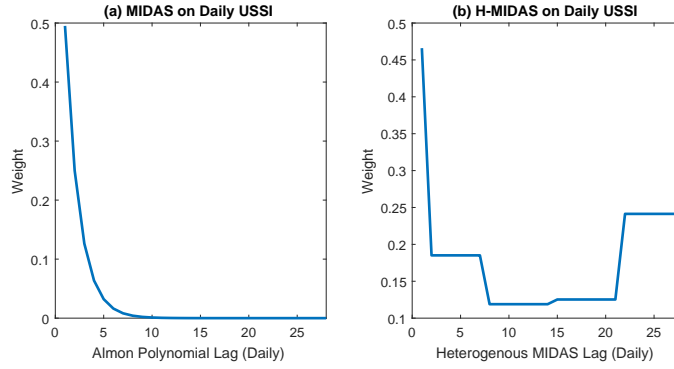 (a) MIDAS on Daily USSI
0.5
0.4
0.3
0.2
0.1
0
Weight
0 5 10 15 20 25
Almon Polynomial Lag (Daily)
(b) H-MIDAS on Daily USSI
0.5
0.45
0.4
0.35
0.3
0.25
0.2
0.15
0.1
Weight
0 5 10 15 20 25
Heterogenous MIDAS Lag (Daily)